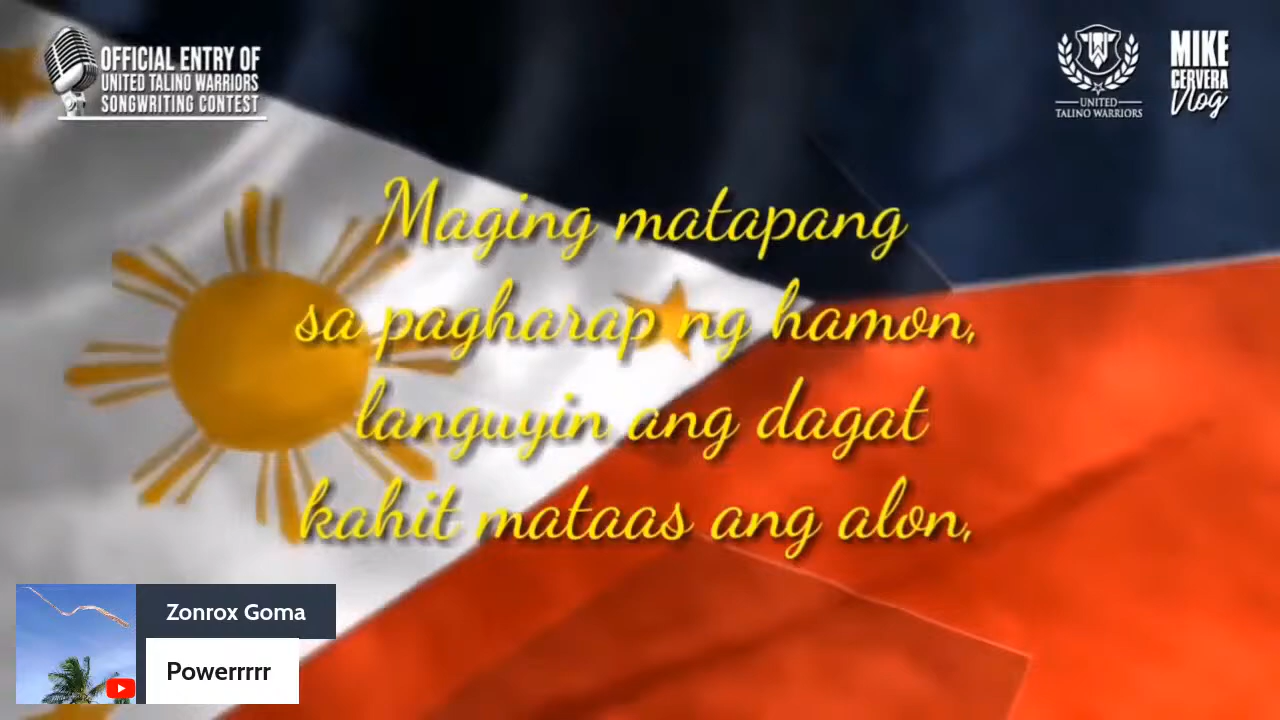 OFFICIAL ENTRY OF
UNITED TALINO WARRIORS
SONGWRITING CONTEST
UNITED
TALINO WARRIORS
MIKE
CERVERA
Vlog
Maging matapang
sa pagharap ng hamon,
languyin ang dagat
kahit mataas ang alon,
Zonrox Goma
Powerrrrr